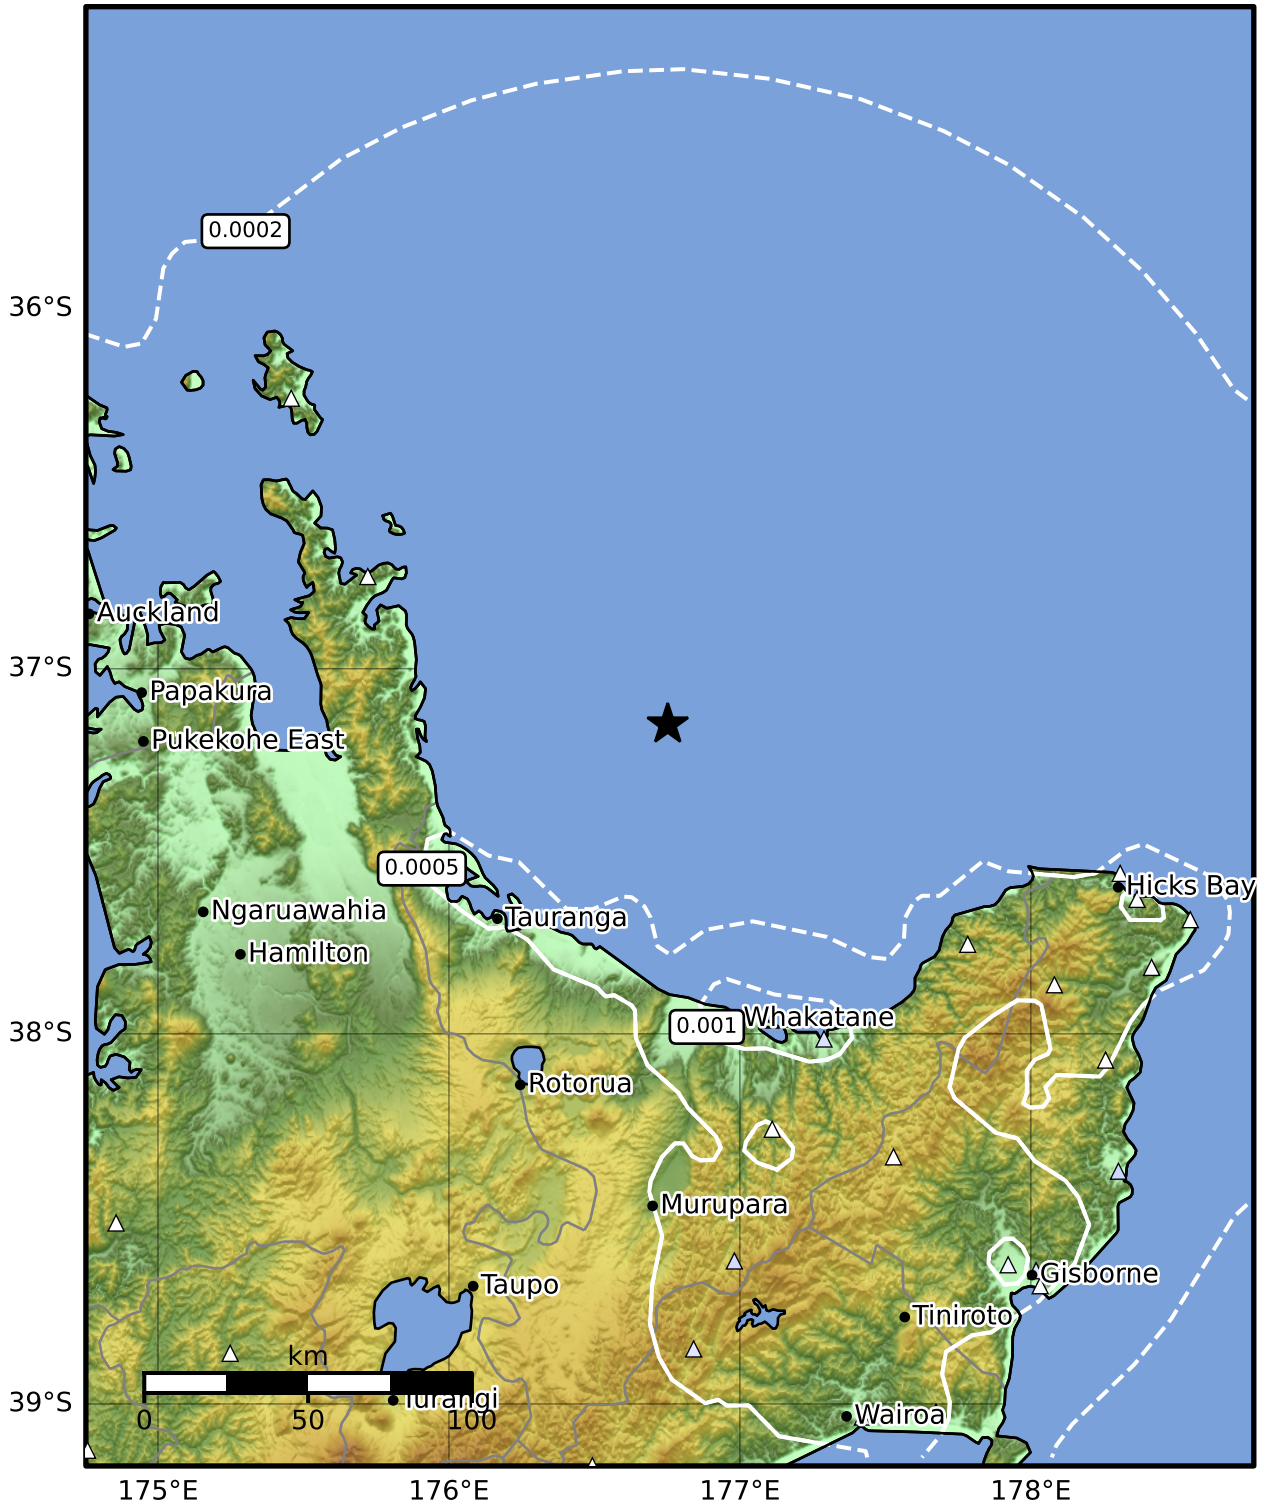 0.0002
36°S
Auckland
37°S
Papakura
Pukekohe East
0.0005
Hicks Bay
Ngaruawahia
Tauranga
Hamilton
Whakatane
0.001
38°S
Rotorua
Murupara
Gisborne
Taupo
Tiniroto
km
Turangi
39°S
Wairoa
0 50 100
175°E 176°E 177°E 178°E